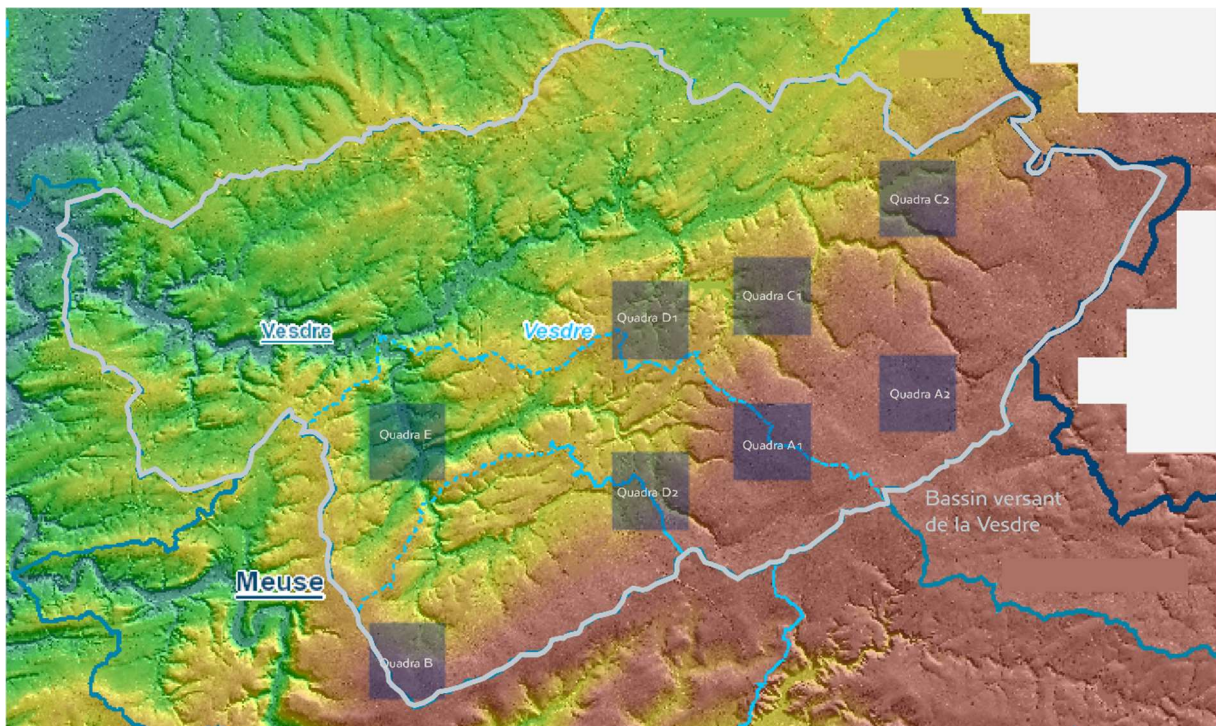 Quadra C2
Quadra C1
Quadra D1
Vesdre
Vesdre
Quadra A2
Quadra E
Quadra A1
Quadra D2
Bassin versant
de la Vesdre
Meuse
Quadra B